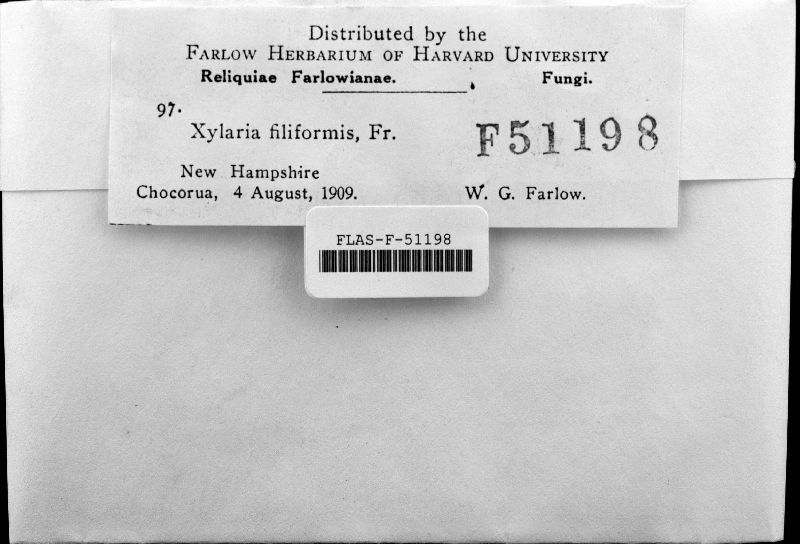 Distributed by the
FARLOW HERBARIUM OF HARVARD UNIVERSITY
Reliquiae Farlowianae. Fungi.
97.
Xylaria filiformis, Fr.
F51198
New Hampshire
Chocorua, 4 August, 1909. W. G. Farlow.
FLAS-F-51198